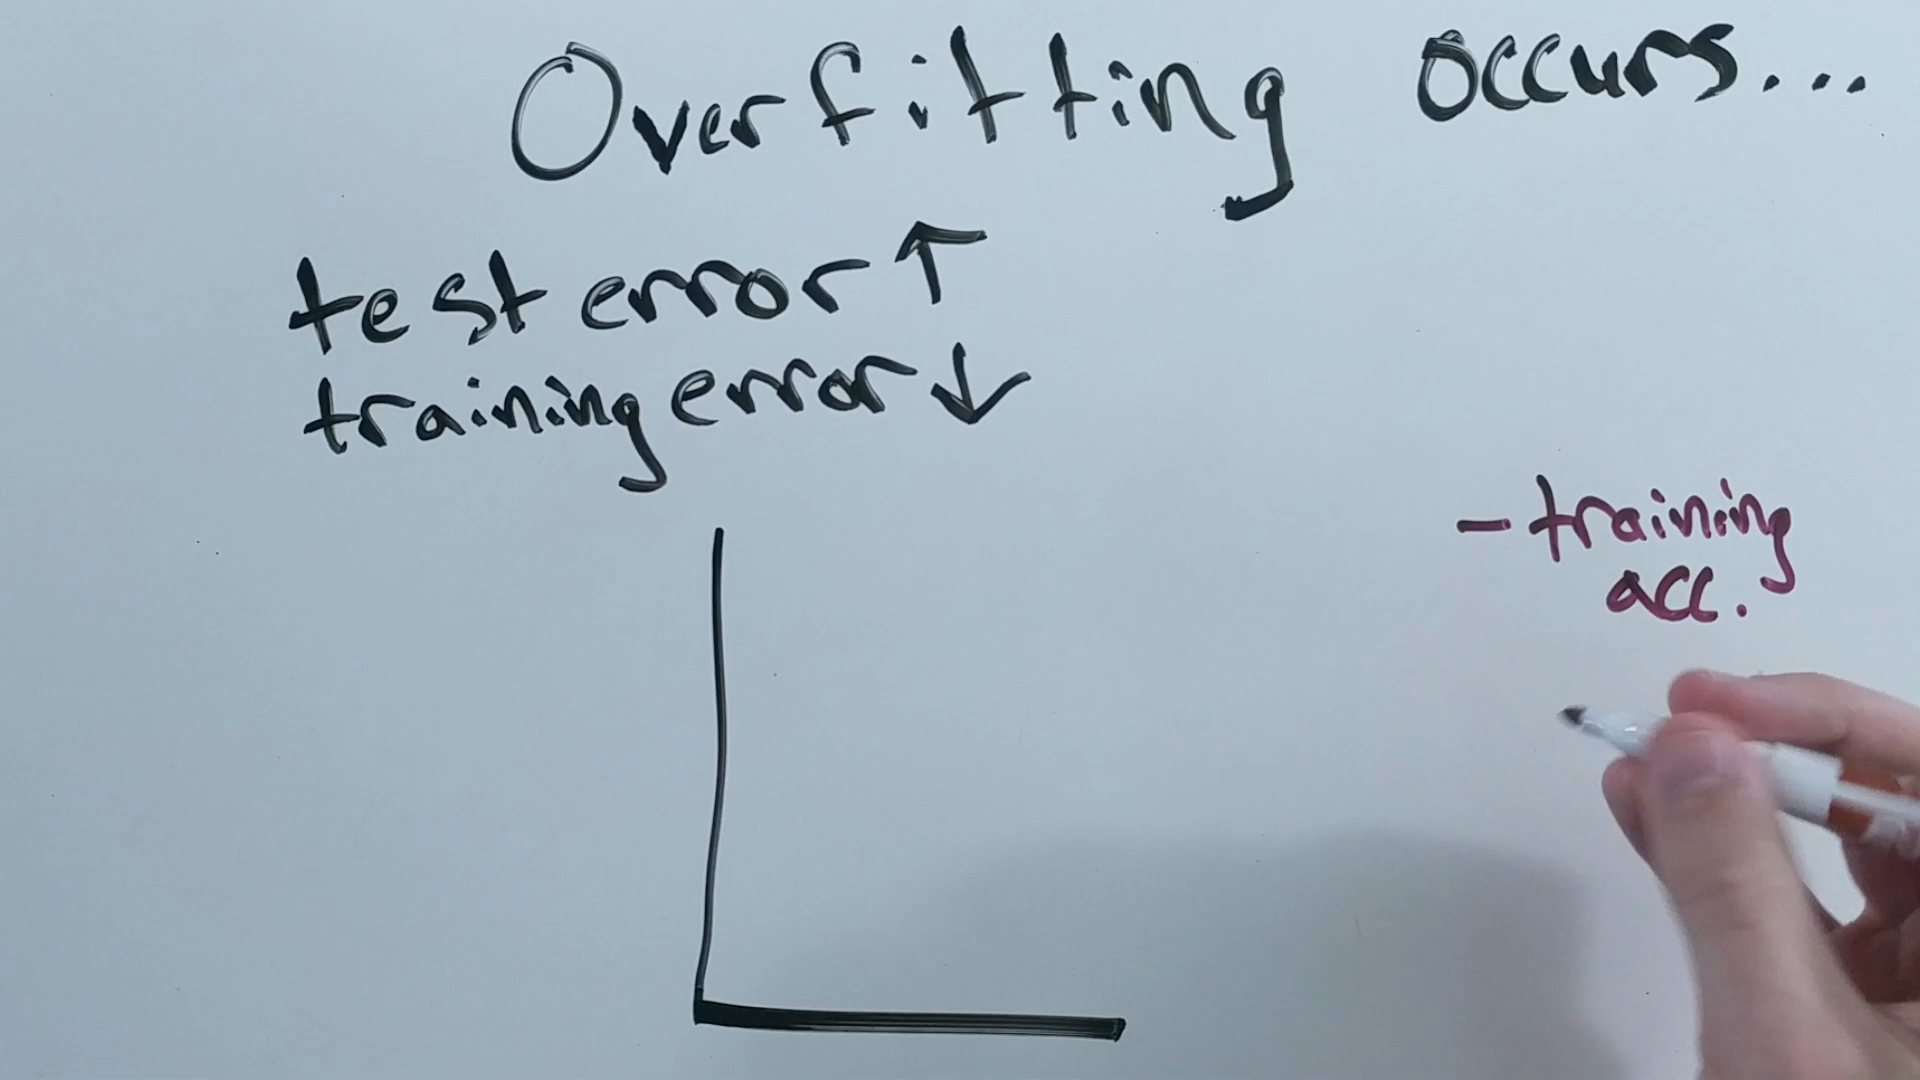 Overfitting occurs...
test error ↑
training error ↓
- training
acc.